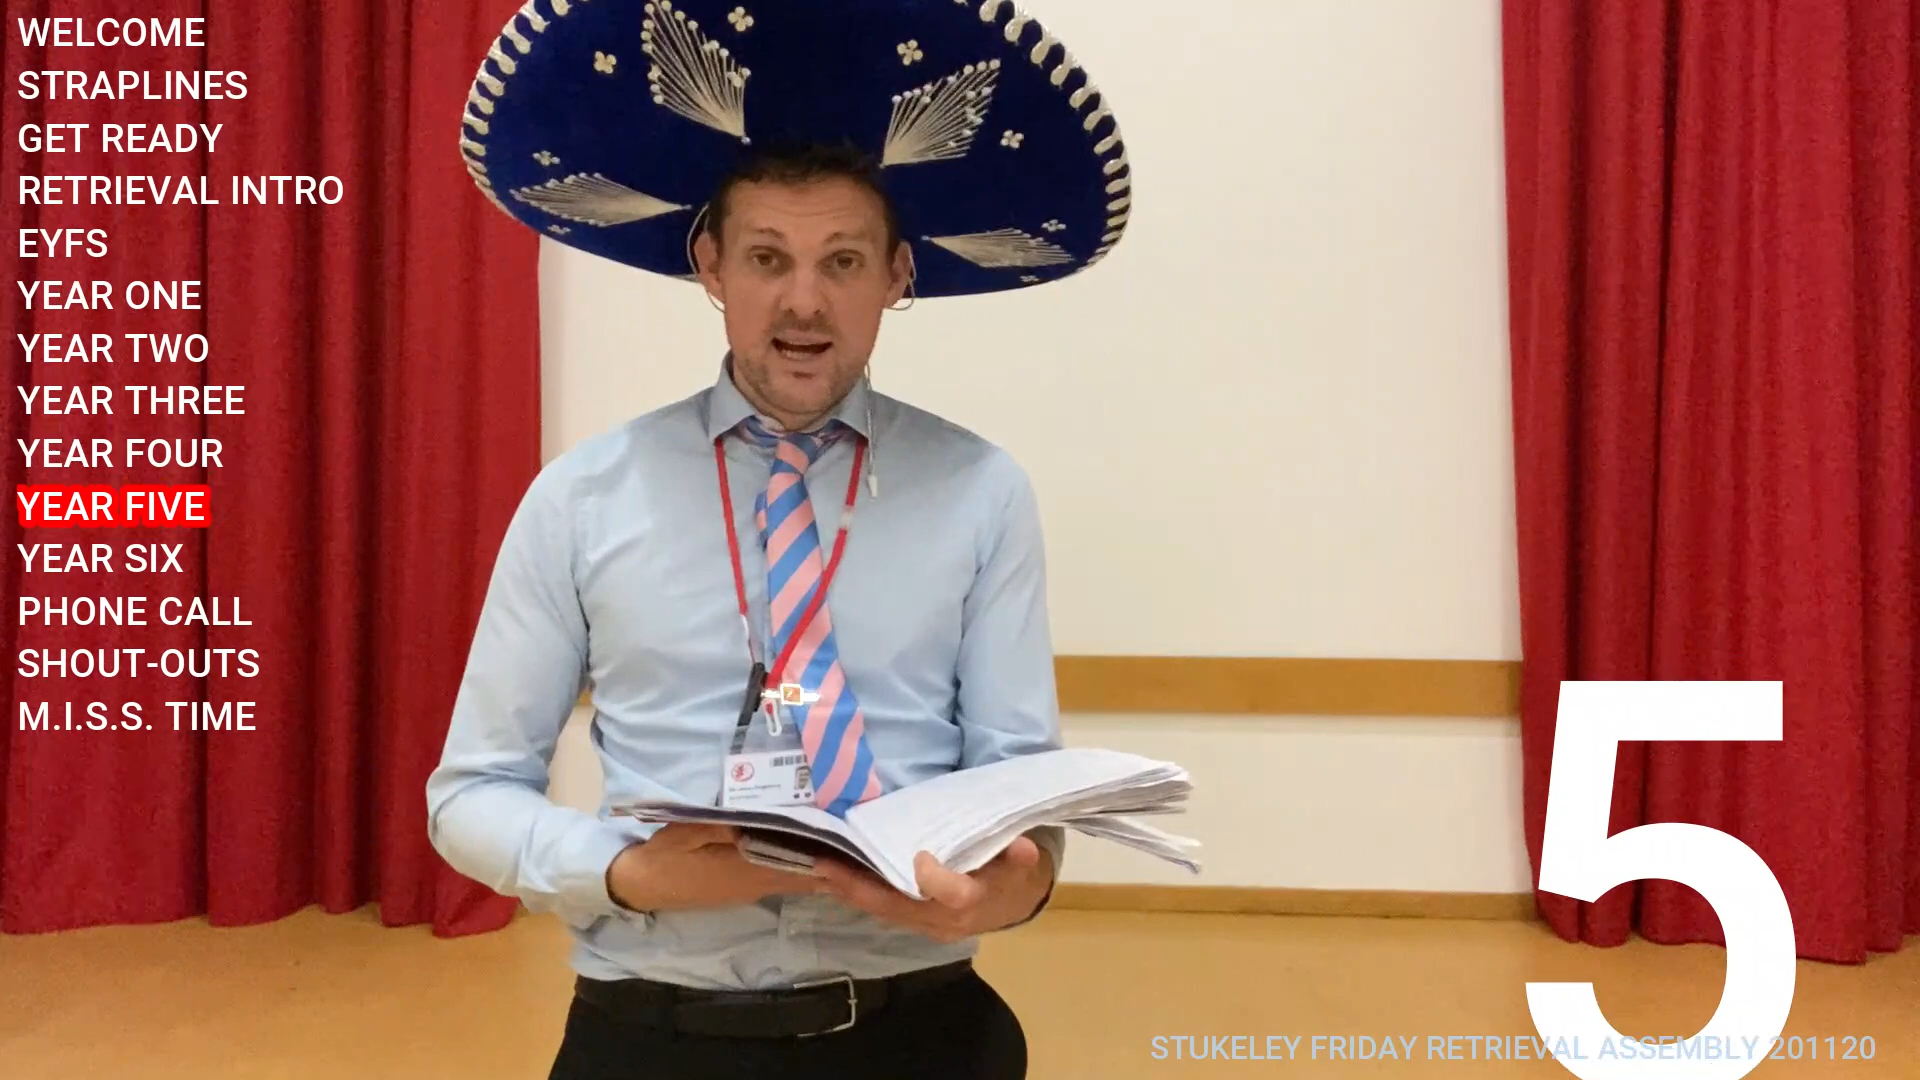 WELCOME
STRAPLINES
GET READY
RETRIEVAL INTRO
EYFS
YEAR ONE
YEAR TWO
YEAR THREE
YEAR FOUR
YEAR FIVE
YEAR SIX
PHONE CALL
SHOUT-OUTS
M.I.S.S. TIME
5
STUKELEY FRIDAY RETRIEVAL ASSEMBLY 201120